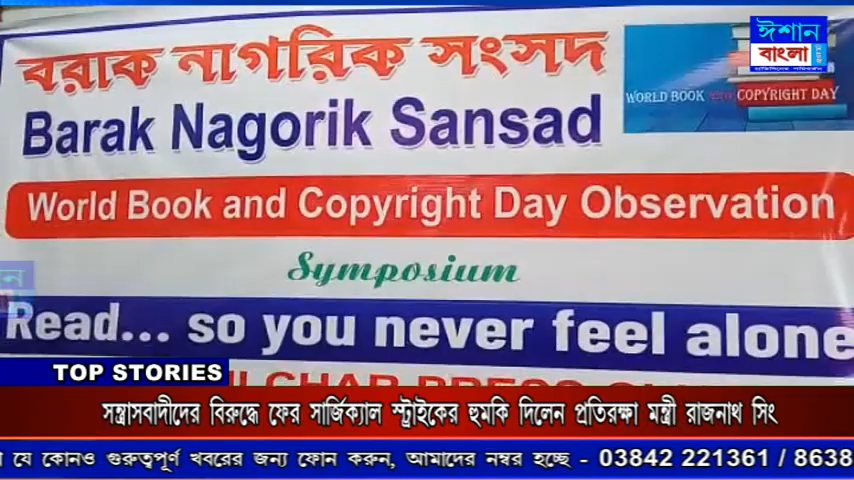 বরাক নাগরিক সংসদ
ঈশান
বাংলা
WORLD BOOK
COPYRIGHT DAY
Barak Nagorik Sansad
World Book and Copyright Day Observation
Symposium
Read... so you never feel alone
TOP STORIES
সন্ত্রাসবাদীদের বিরুদ্ধে ফের সার্জিক্যাল স্ট্রাইকের হুমকি দিলেন প্রতিরক্ষা মন্ত্রী রাজনাথ সিং
যে কোনও গুরুত্বপূর্ণ খবরের জন্য ফোন করুন, আমাদের নম্বর হচ্ছে - 03842 221361 / 8638